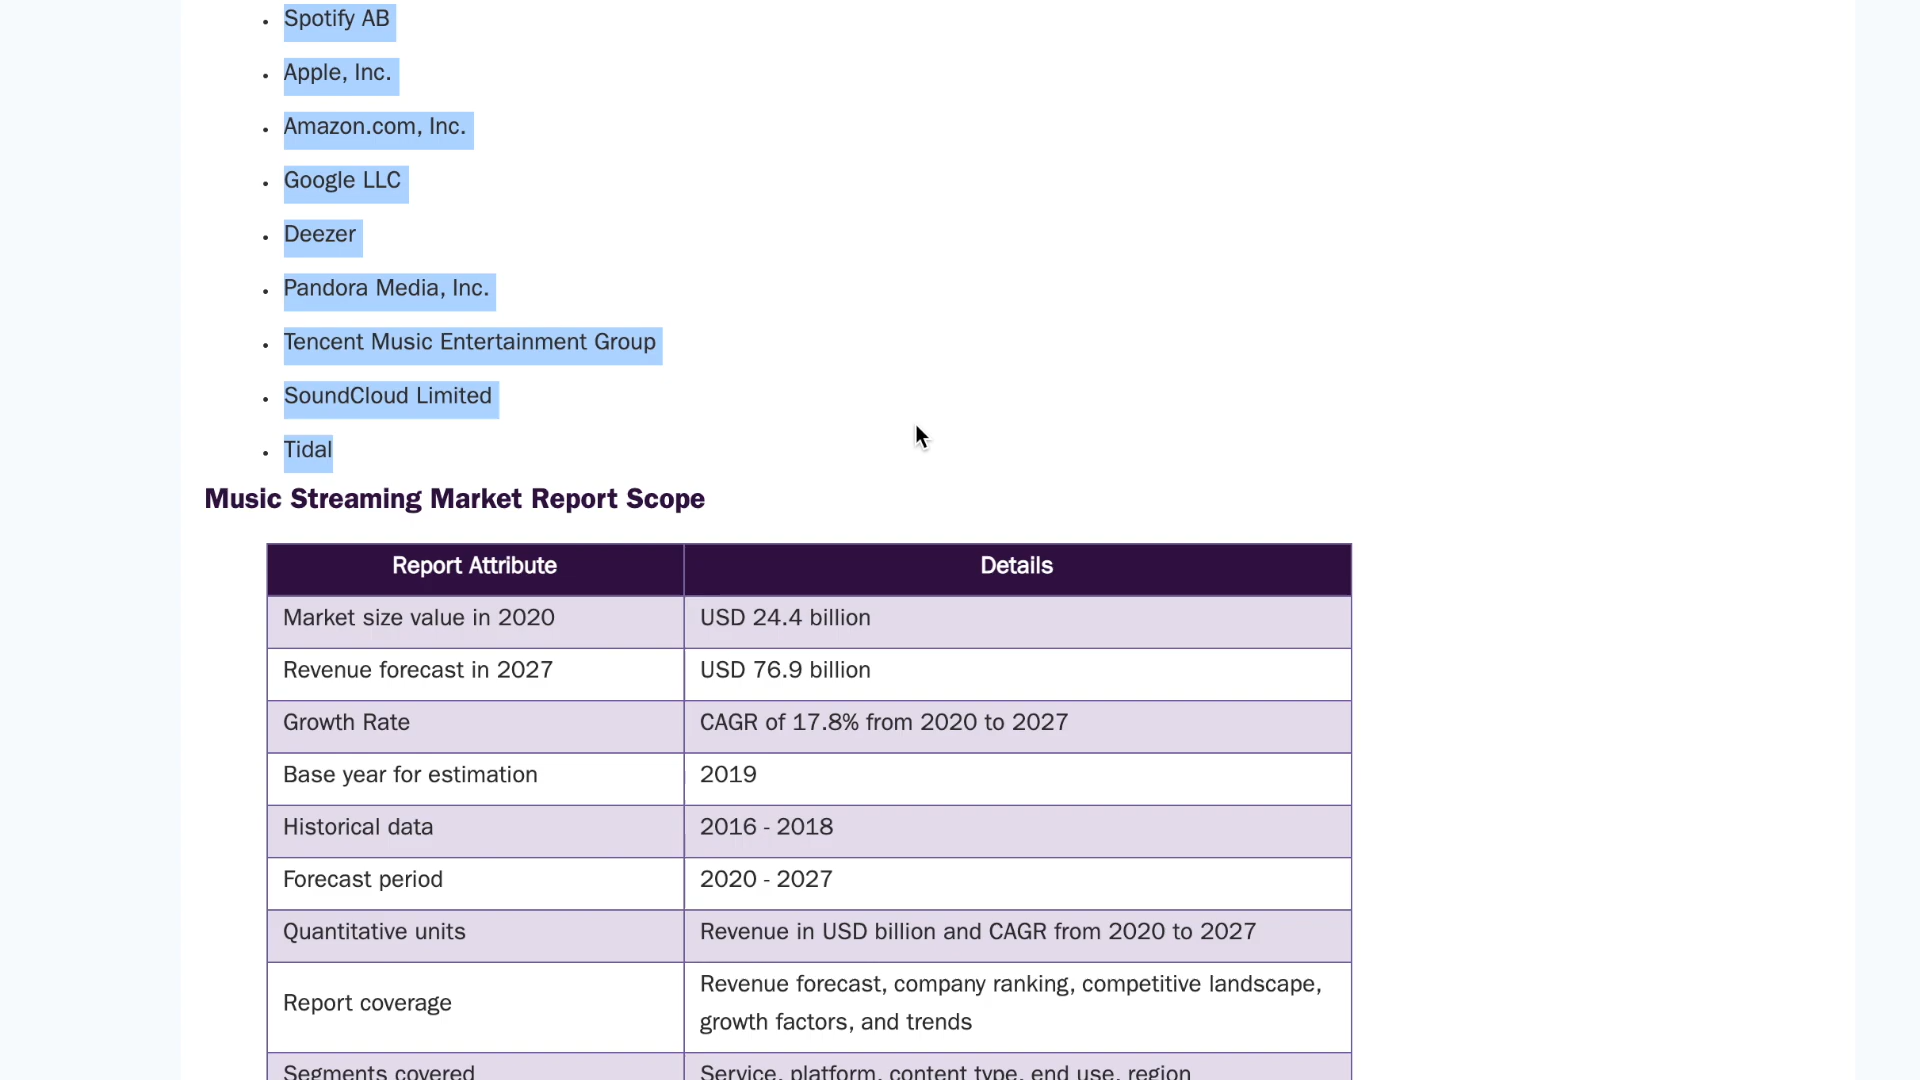 Spotify AB
Apple, Inc.
Amazon.com, Inc.
Google LLC
Deezer
Pandora Media, Inc.
Tencent Music Entertainment Group
SoundCloud Limited
Tidal
Music Streaming Market Report Scope
Report Attribute Details
Market size value in 2020 USD 24.4 billion
Revenue forecast in 2027 USD 76.9 billion
Growth Rate CAGR of 17.8% from 2020 to 2027
Base year for estimation 2019
Historical data 2016 - 2018
Forecast period 2020 - 2027
Quantitative units Revenue in USD billion and CAGR from 2020 to 2027
Report coverage Revenue forecast, company ranking, competitive landscape,
growth factors, and trends
Segments covered Service, platform, content type, end use, region